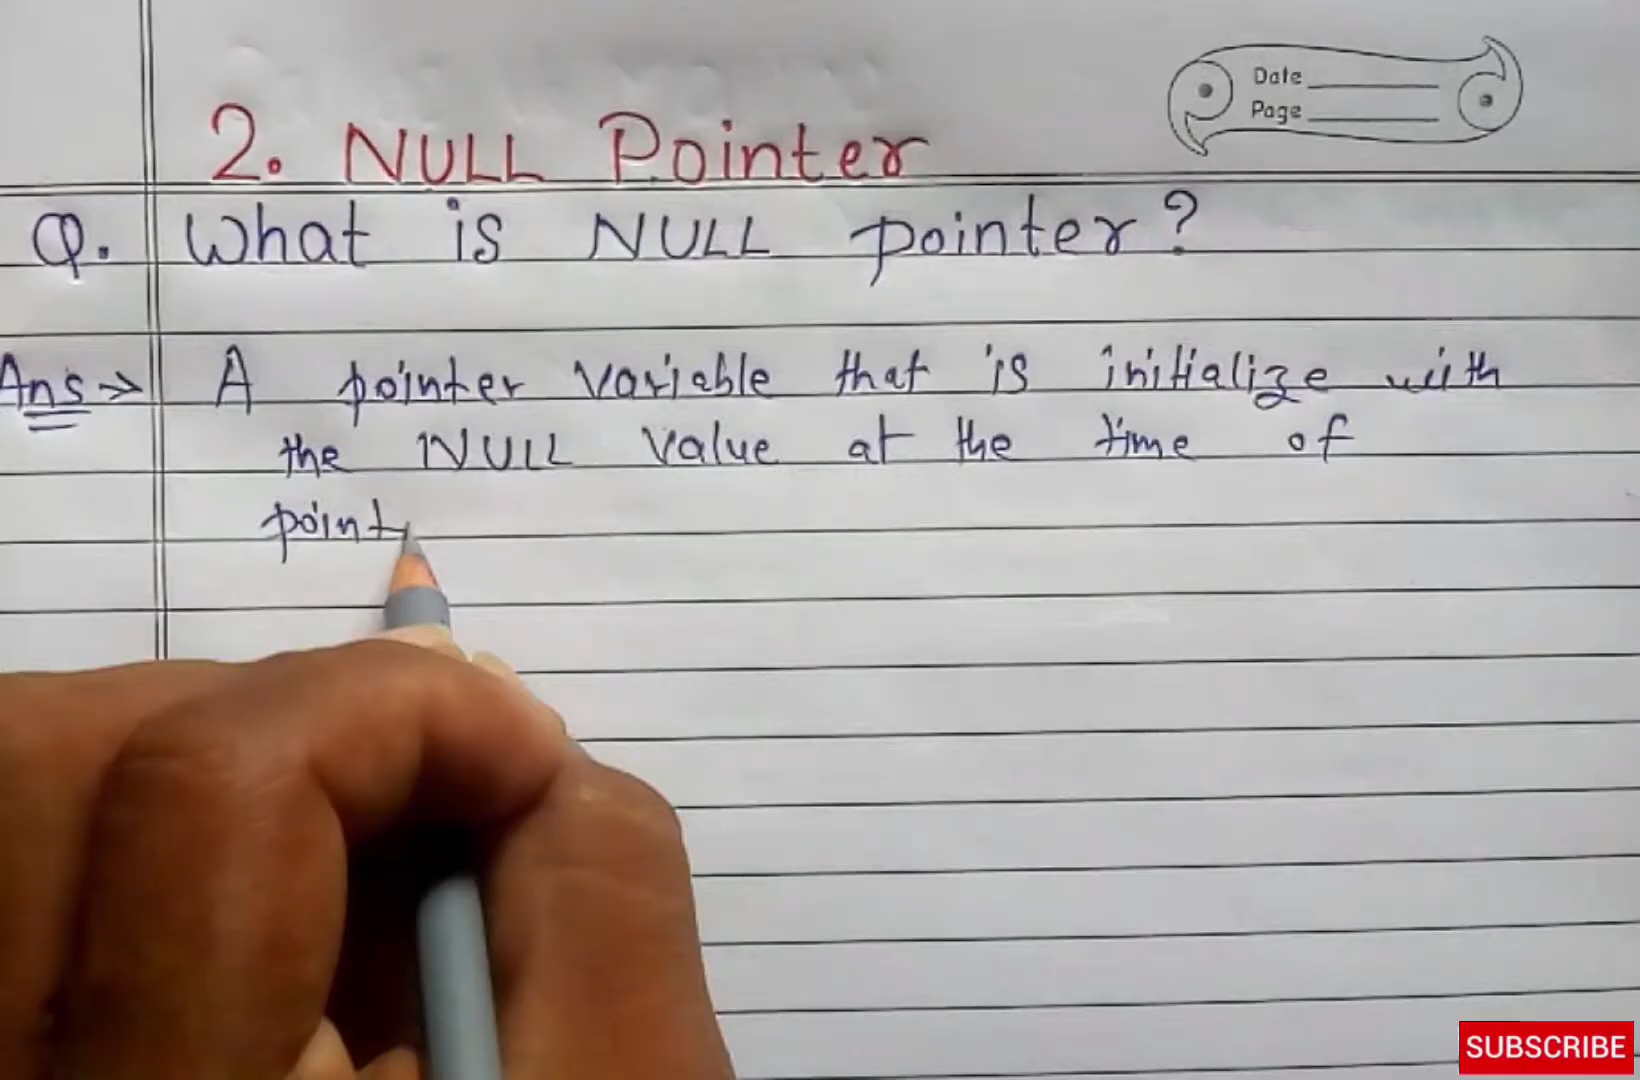 Date
Page
2. NULL Pointer
Q. What is NULL pointer?
Ans → A pointer variable that is initialize with
the NULL value at the time of
point
SUBSCRIBE